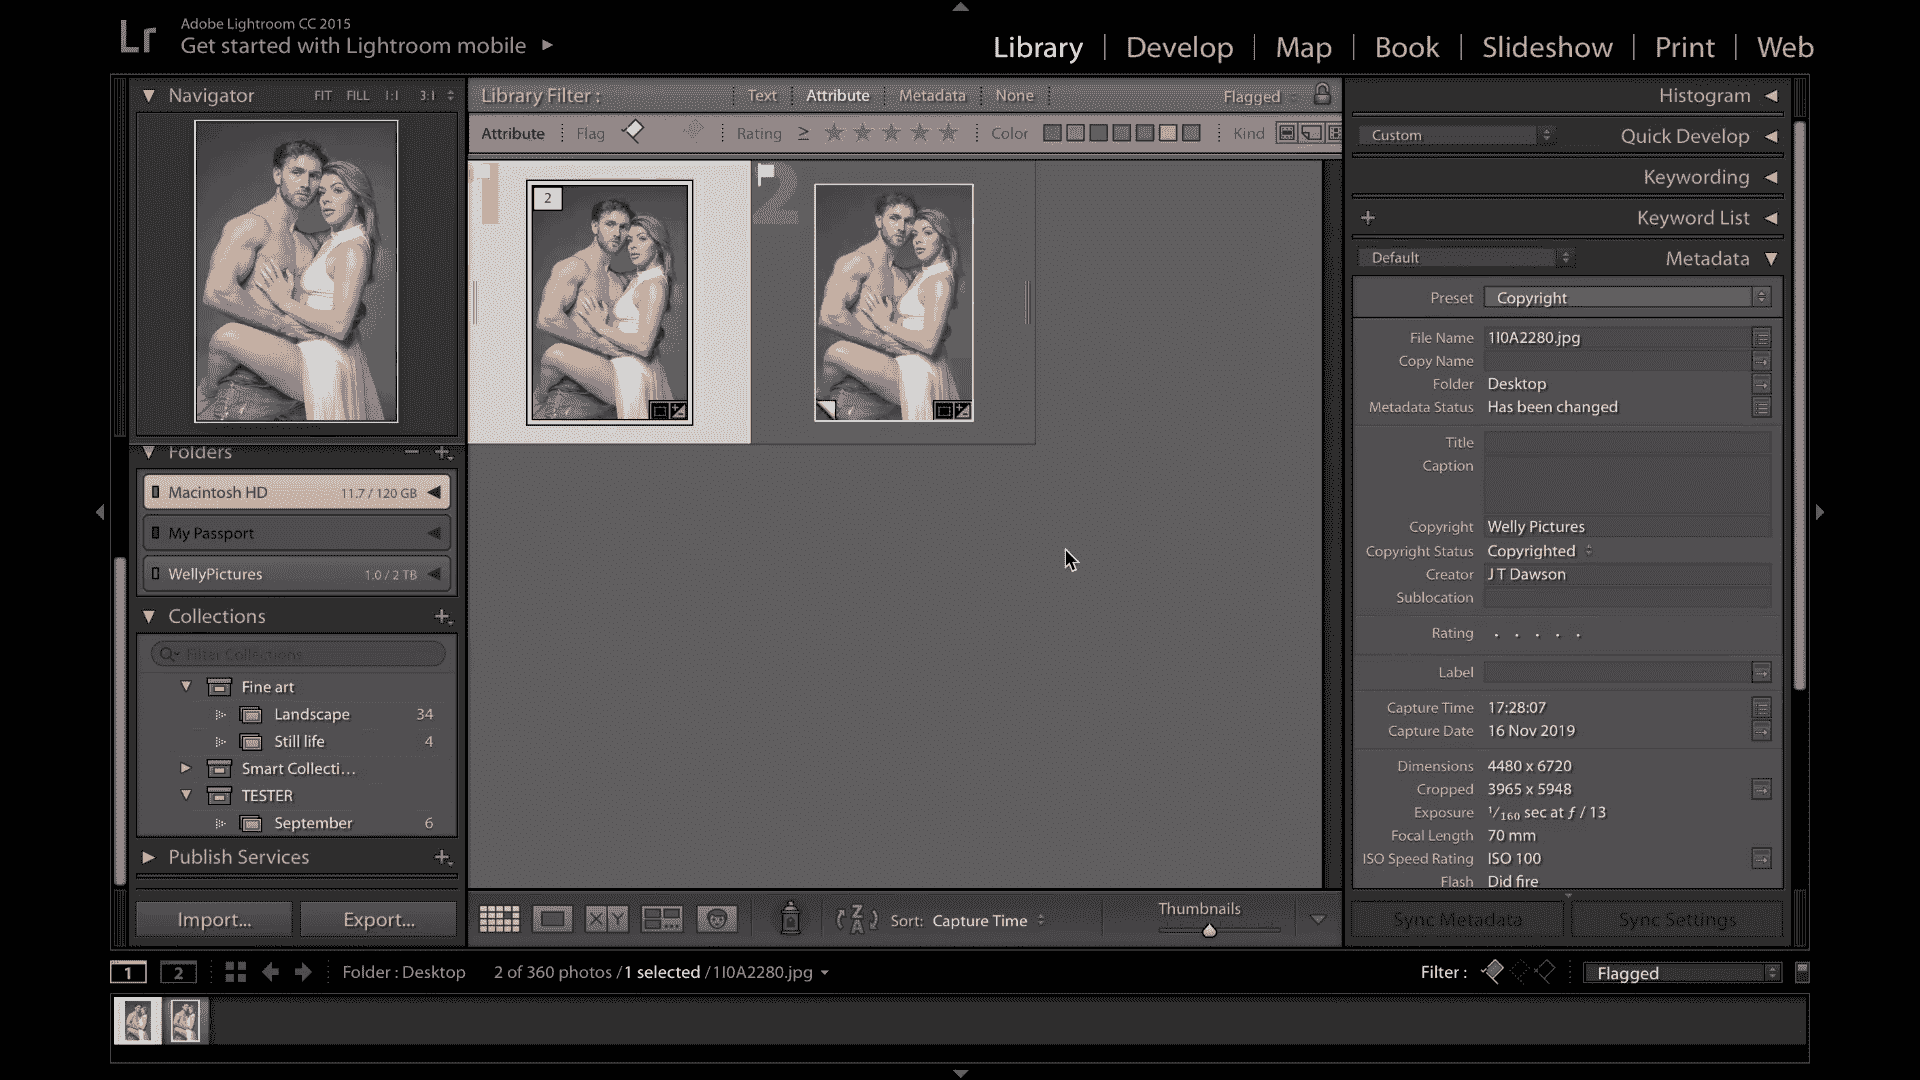 Lr
Adobe Lightroom CC 2015
Get started with Lightroom mobile
Library | Develop | Map | Book | Slideshow | Print | Web
Navigator FIT FILL 1:1 3:1
Library Filter : Text Attribute Metadata None Flagged
Attribute Flag Rating ≥ Color Kind
1
2
2
Folders
Macintosh HD 11.7 / 120 GB
My Passport
WellyPictures 1.0 / 2 TB
Collections
Filter Collections
Fine art
Landscape 34
Still life 4
Smart Collecti...
TESTER
September 6
Publish Services
Import... Export...
X Y
Sort: Capture Time
Thumbnails
Histogram
Custom Quick Develop
Keywording
Keyword List
Default Metadata
Preset Copyright
File Name 1I0A2280.jpg
Copy Name
Folder Desktop
Metadata Status Has been changed
Title
Caption
Copyright Welly Pictures
Copyright Status Copyrighted
Creator J T Dawson
Sublocation
Rating . . . . .
Label
Capture Time 17:28:07
Capture Date 16 Nov 2019
Dimensions 4480 x 6720
Cropped 3965 x 5948
Exposure 1/160 sec at ƒ / 13
Focal Length 70 mm
ISO Speed Rating ISO 100
Flash Did fire
Sync Metadata Sync Settings
1 2 Folder : Desktop 2 of 360 photos / 1 selected / 1I0A2280.jpg Filter : Flagged